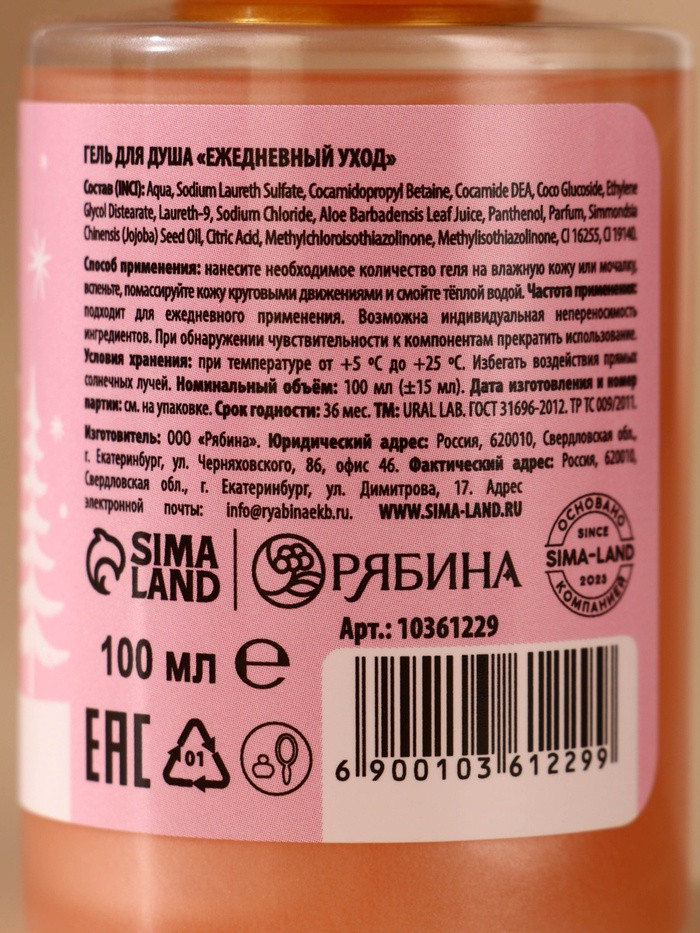 ГЕЛЬ ДЛЯ ДУША «ЕЖЕДНЕВНЫЙ УХОД»
Состав (INCI): Aqua, Sodium Laureth Sulfate, Cocamidopropyl Betaine, Cocamide DEA, Coco Glucoside, Ethylene
Glycol Distearate, Laureth-9, Sodium Chloride, Aloe Barbadensis Leaf Juice, Panthenol, Parfum, Simmondsia
Chinensis (Jojoba) Seed Oil, Citric Acid, Methylchloroisothiazolinone, Methylisothiazolinone, CI 16255, CI 19140.
Способ применения: нанесите необходимое количество геля на влажную кожу или мочалку,
вспеньте, помассируйте кожу круговыми движениями и смойте тёплой водой. Частота применения:
подходит для ежедневного применения. Возможна индивидуальная непереносимость
ингредиентов. При обнаружении чувствительности к компонентам прекратить использование.
Условия хранения: при температуре от +5 ºC до +25 ºC. Избегать воздействия прямых
солнечных лучей. Номинальный объём: 100 мл (±15 мл). Дата изготовления и номер
партии: см. на упаковке. Срок годности: 36 мес. ТМ: URAL LAB. ГОСТ 31696-2012. ТР ТС 009/2011.
Изготовитель: ООО «Рябина». Юридический адрес: Россия, 620010, Свердловская обл.,
г. Екатеринбург, ул. Черняховского, 86, офис 46. Фактический адрес: Россия, 620010,
Свердловская обл., г. Екатеринбург, ул. Димитрова, 17. Адрес
электронной почты: info@ryabinaekb.ru. WWW.SIMA-LAND.RU
ОСНОВАНО
SINCE
SIMA-LAND
2023
КОМПАНИЕЙ
SIMA
LAND
РЯБИНА
Арт.: 10361229
100 мл e
EAC
01
6 900103 612299